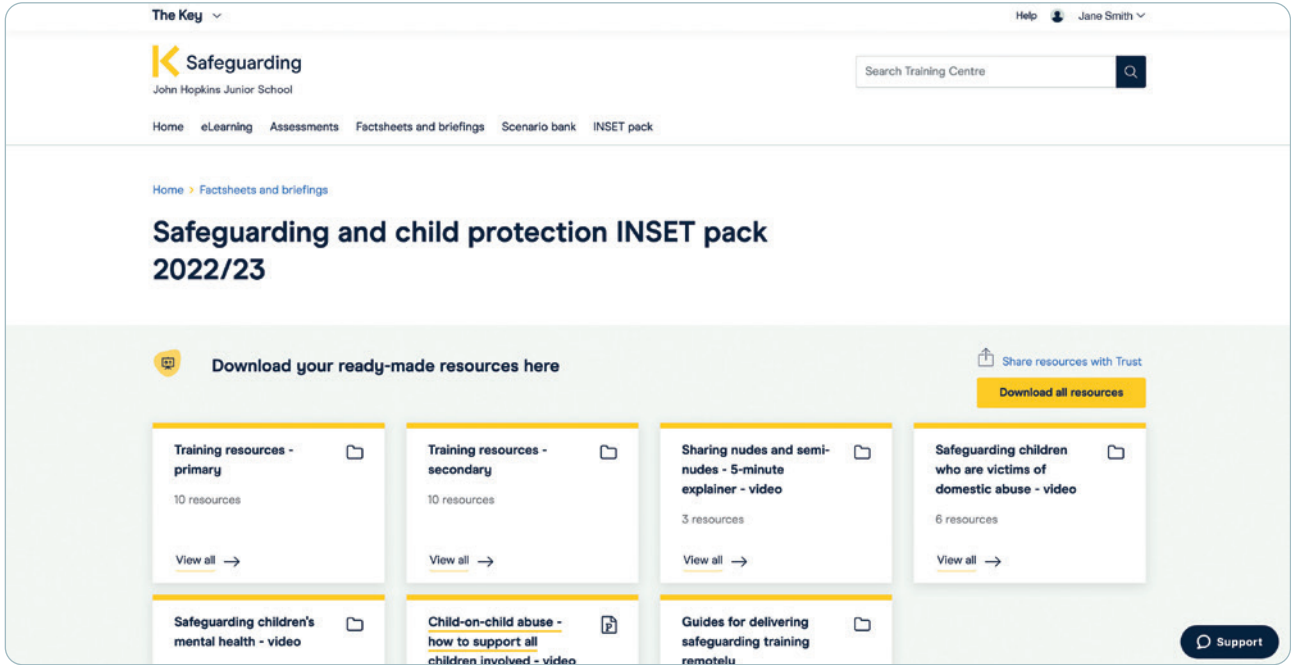 The Key
Help Jane Smith
Safeguarding
John Hopkins Junior School
Search Training Centre
Home eLearning Assessments Factsheets and briefings Scenario bank INSET pack
Home > Factsheets and briefings
Safeguarding and child protection INSET pack
2022/23
Download your ready-made resources here
Share resources with Trust
Download all resources
Training resources -
primary
10 resources
View all →
Training resources -
secondary
10 resources
View all →
Sharing nudes and semi-
nudes - 5-minute
explainer - video
3 resources
View all →
Safeguarding children
who are victims of
domestic abuse - video
6 resources
View all →
Safeguarding children's
mental health - video
Child-on-child abuse -
how to support all
children involved - video
Guides for delivering
safeguarding training
remotely
Support